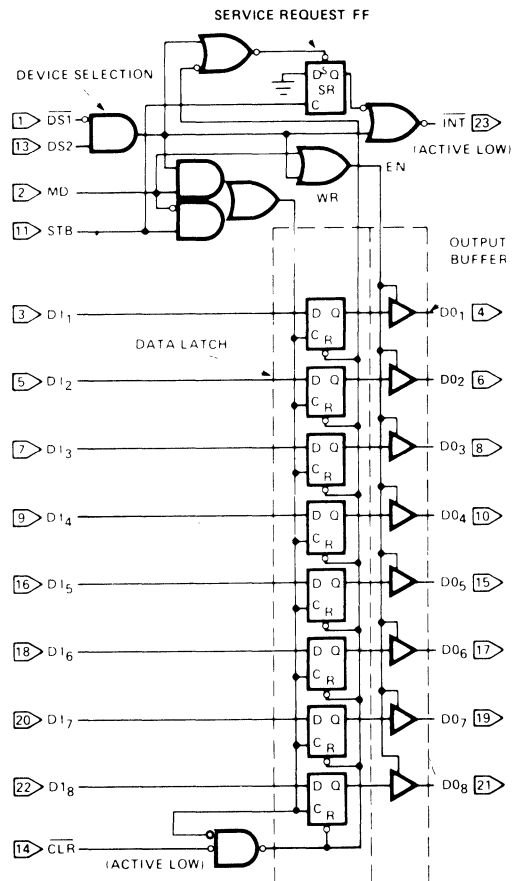 SERVICE REQUEST FF
DEVICE SELECTION
D S Q
SR
C
1 DS1
13 DS2
INT 23
(ACTIVE LOW)
2 MD
EN
WR
11 STB
OUTPUT
BUFFER
3 DI1 D Q C R DO1 4
DATA LATCH
5 DI2 D Q C R DO2 6
7 DI3 D Q C R DO3 8
9 DI4 D Q C R DO4 10
16 DI5 D Q C R DO5 15
18 DI6 D Q C R DO6 17
20 DI7 D Q C R DO7 19
22 DI8 D Q C R DO8 21
14 CLR
(ACTIVE LOW)